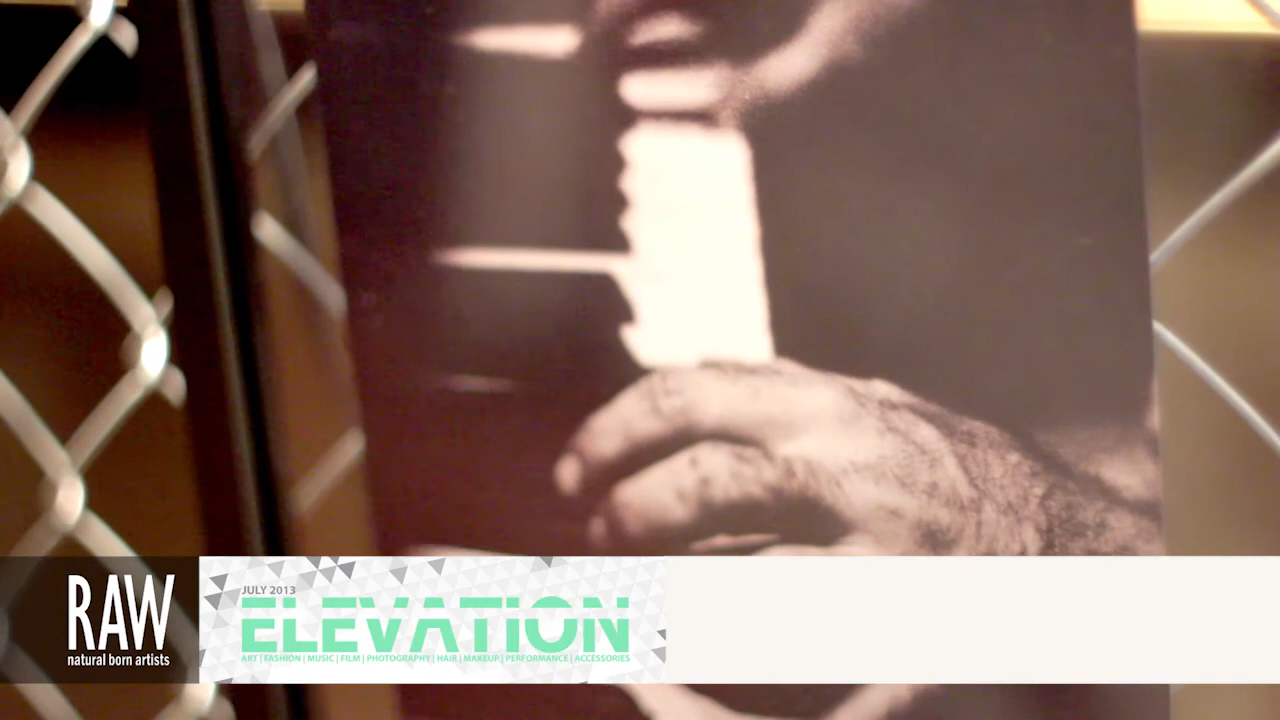 RAW
natural born artists
JULY 2013
ELEVATION
ART | FASHION | MUSIC | FILM | PHOTOGRAPHY | HAIR | MAKEUP | PERFORMANCE | ACCESSORIES